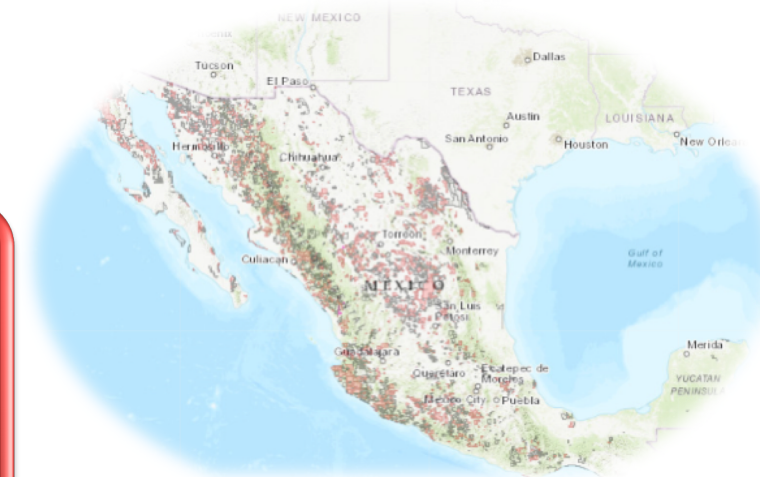 NEW MEXICO
Tucson
El Paso
Dallas
TEXAS
Austin
LOUISIANA
San Antonio
Houston
New Orlea
Hermosillo
Chihuahua
Torreon
Monterrey
Culiacan
MEXICO
Gulf of
Mexico
San Luis
Potosi
Guadalajara
Queretaro
Ecatepec de
Morelos
Mexico City
Puebla
Merida
YUCATAN
PENINSUL